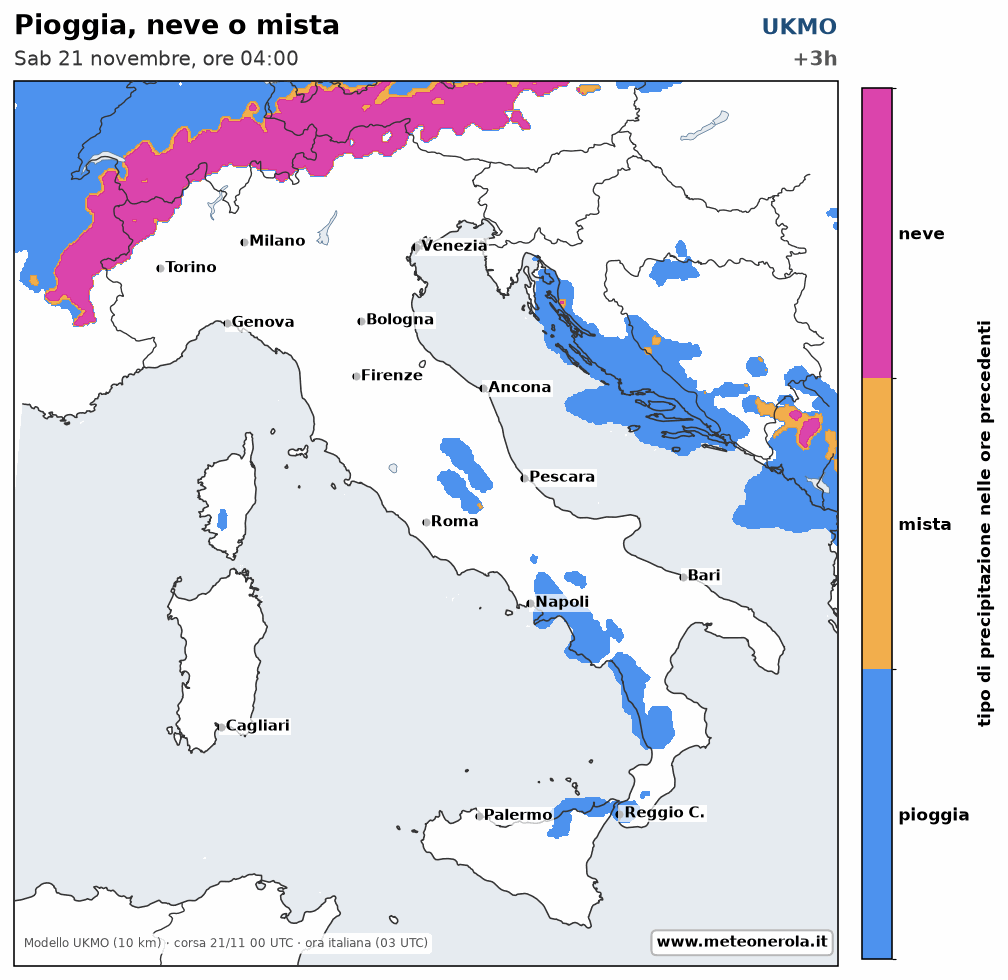 Pioggia, neve o mista
UKMO
Sab 21 novembre, ore 04:00
+3h
neve
Milano
Venezia
Torino
Genova
Bologna
Firenze
Ancona
Pescara
mista
Roma
Bari
Napoli
Cagliari
Palermo
Reggio C.
pioggia
tipo di precipitazione nelle ore precedenti
Modello UKMO (10 km) · corsa 21/11 00 UTC · ora italiana (03 UTC)
www.meteonerola.it